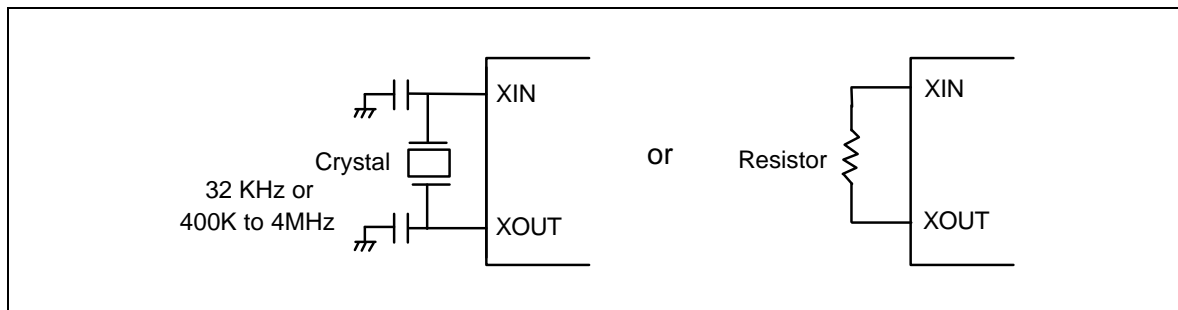 XIN
Crystal
32 KHz or
400K to 4MHz
XOUT
or
XIN
Resistor
XOUT